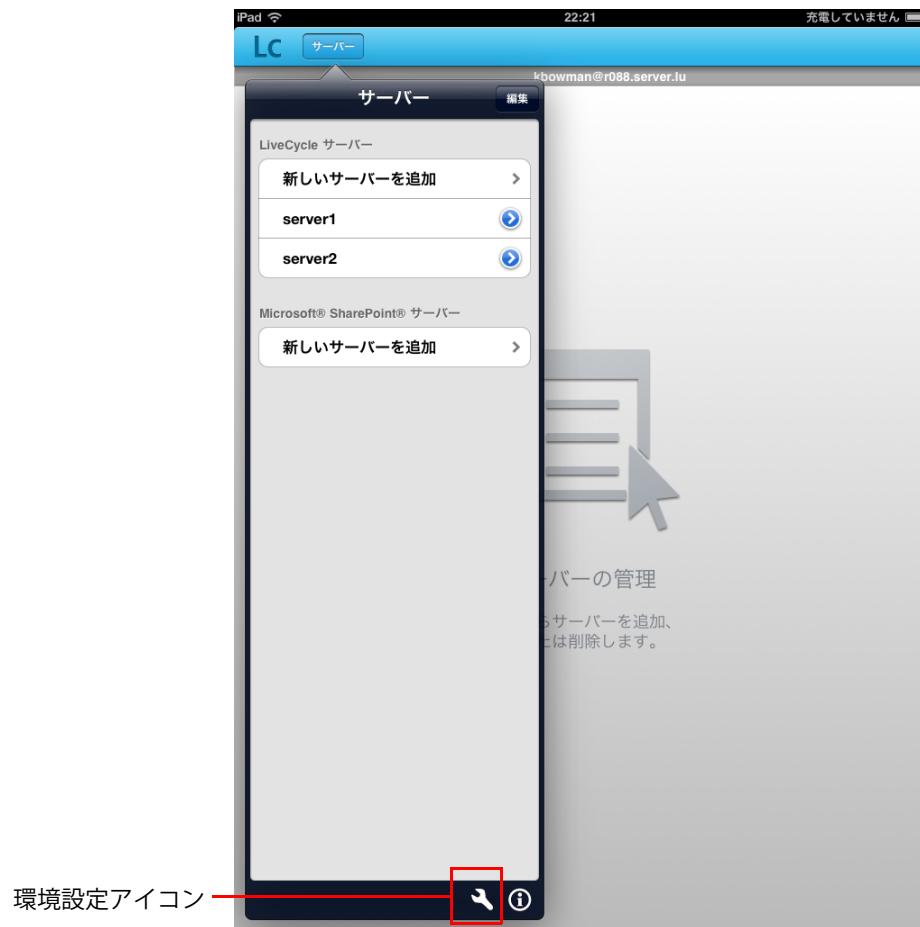 iPad 22:21 充電していません
Lc サーバー
kbowman@r088.server.lu
サーバー 編集
LiveCycle サーバー
新しいサーバーを追加
server1
server2
Microsoft® SharePoint® サーバー
新しいサーバーを追加
バーの管理
らサーバーを追加、
は削除します。
環境設定アイコン